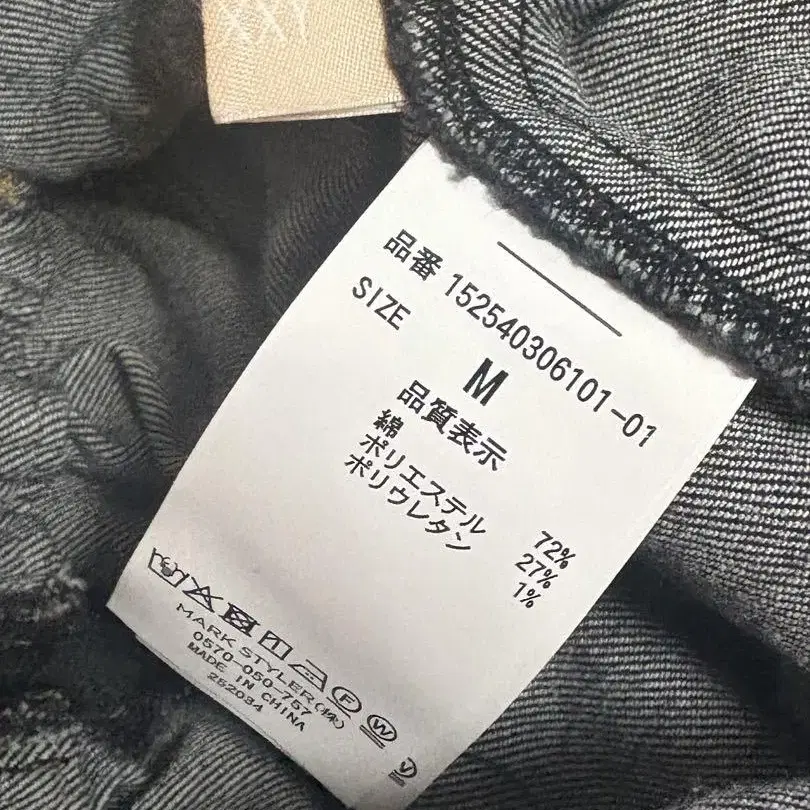 XXY
品番 152540306101-01
SIZE
M
品質表示
綿 72%
ポリエステル 27%
ポリウレタン 1%
MARK STYLER(株)
0570-050-757
MADE IN CHINA
252034